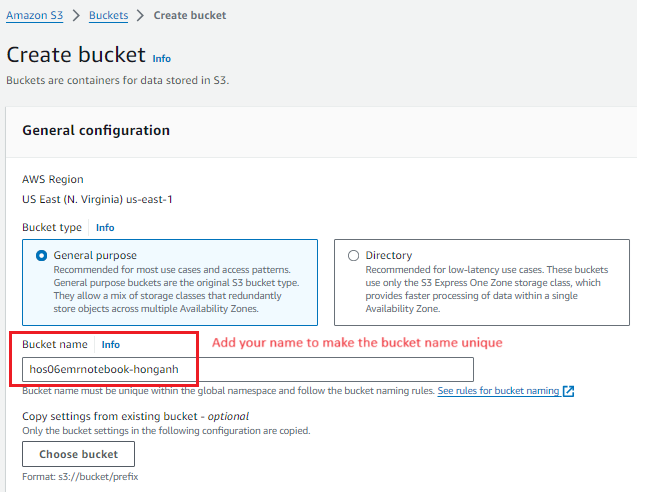 Amazon S3 > Buckets > Create bucket
Create bucket Info
Buckets are containers for data stored in S3.
General configuration
AWS Region
US East (N. Virginia) us-east-1
Bucket type Info
General purpose
Recommended for most use cases and access patterns.
General purpose buckets are the original S3 bucket type.
They allow a mix of storage classes that redundantly
store objects across multiple Availability Zones.
Directory
Recommended for low-latency use cases. These buckets
use only the S3 Express One Zone storage class, which
provides faster processing of data within a single
Availability Zone.
Bucket name Info
Add your name to make the bucket name unique
hos06emrnotebook-honganh
Bucket name must be unique within the global namespace and follow the bucket naming rules. See rules for bucket naming
Copy settings from existing bucket - optional
Only the bucket settings in the following configuration are copied.
Choose bucket
Format: s3://bucket/prefix